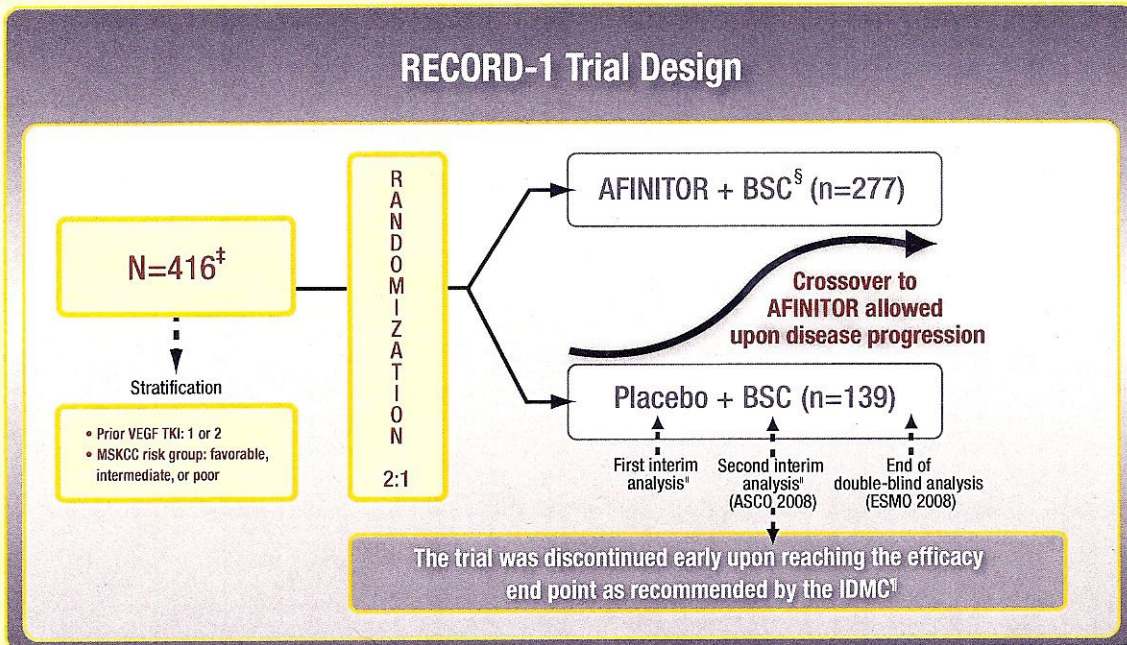 RECORD-1 Trial Design
N=416‡
Stratification
• Prior VEGF TKI: 1 or 2
• MSKCC risk group: favorable,
intermediate, or poor
RANDOMIZATION
2:1
AFINITOR + BSC§ (n=277)
Crossover to
AFINITOR allowed
upon disease progression
Placebo + BSC (n=139)
First interim
analysis||
Second interim
analysis||
(ASCO 2008)
End of
double-blind analysis
(ESMO 2008)
The trial was discontinued early upon reaching the efficacy
end point as recommended by the IDMC¶